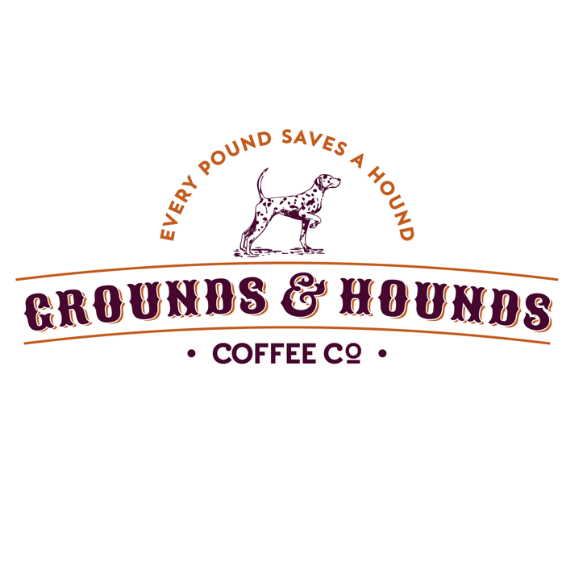 EVERY POUND SAVES A HOUND
GROUNDS & HOUNDS
• COFFEE Co •